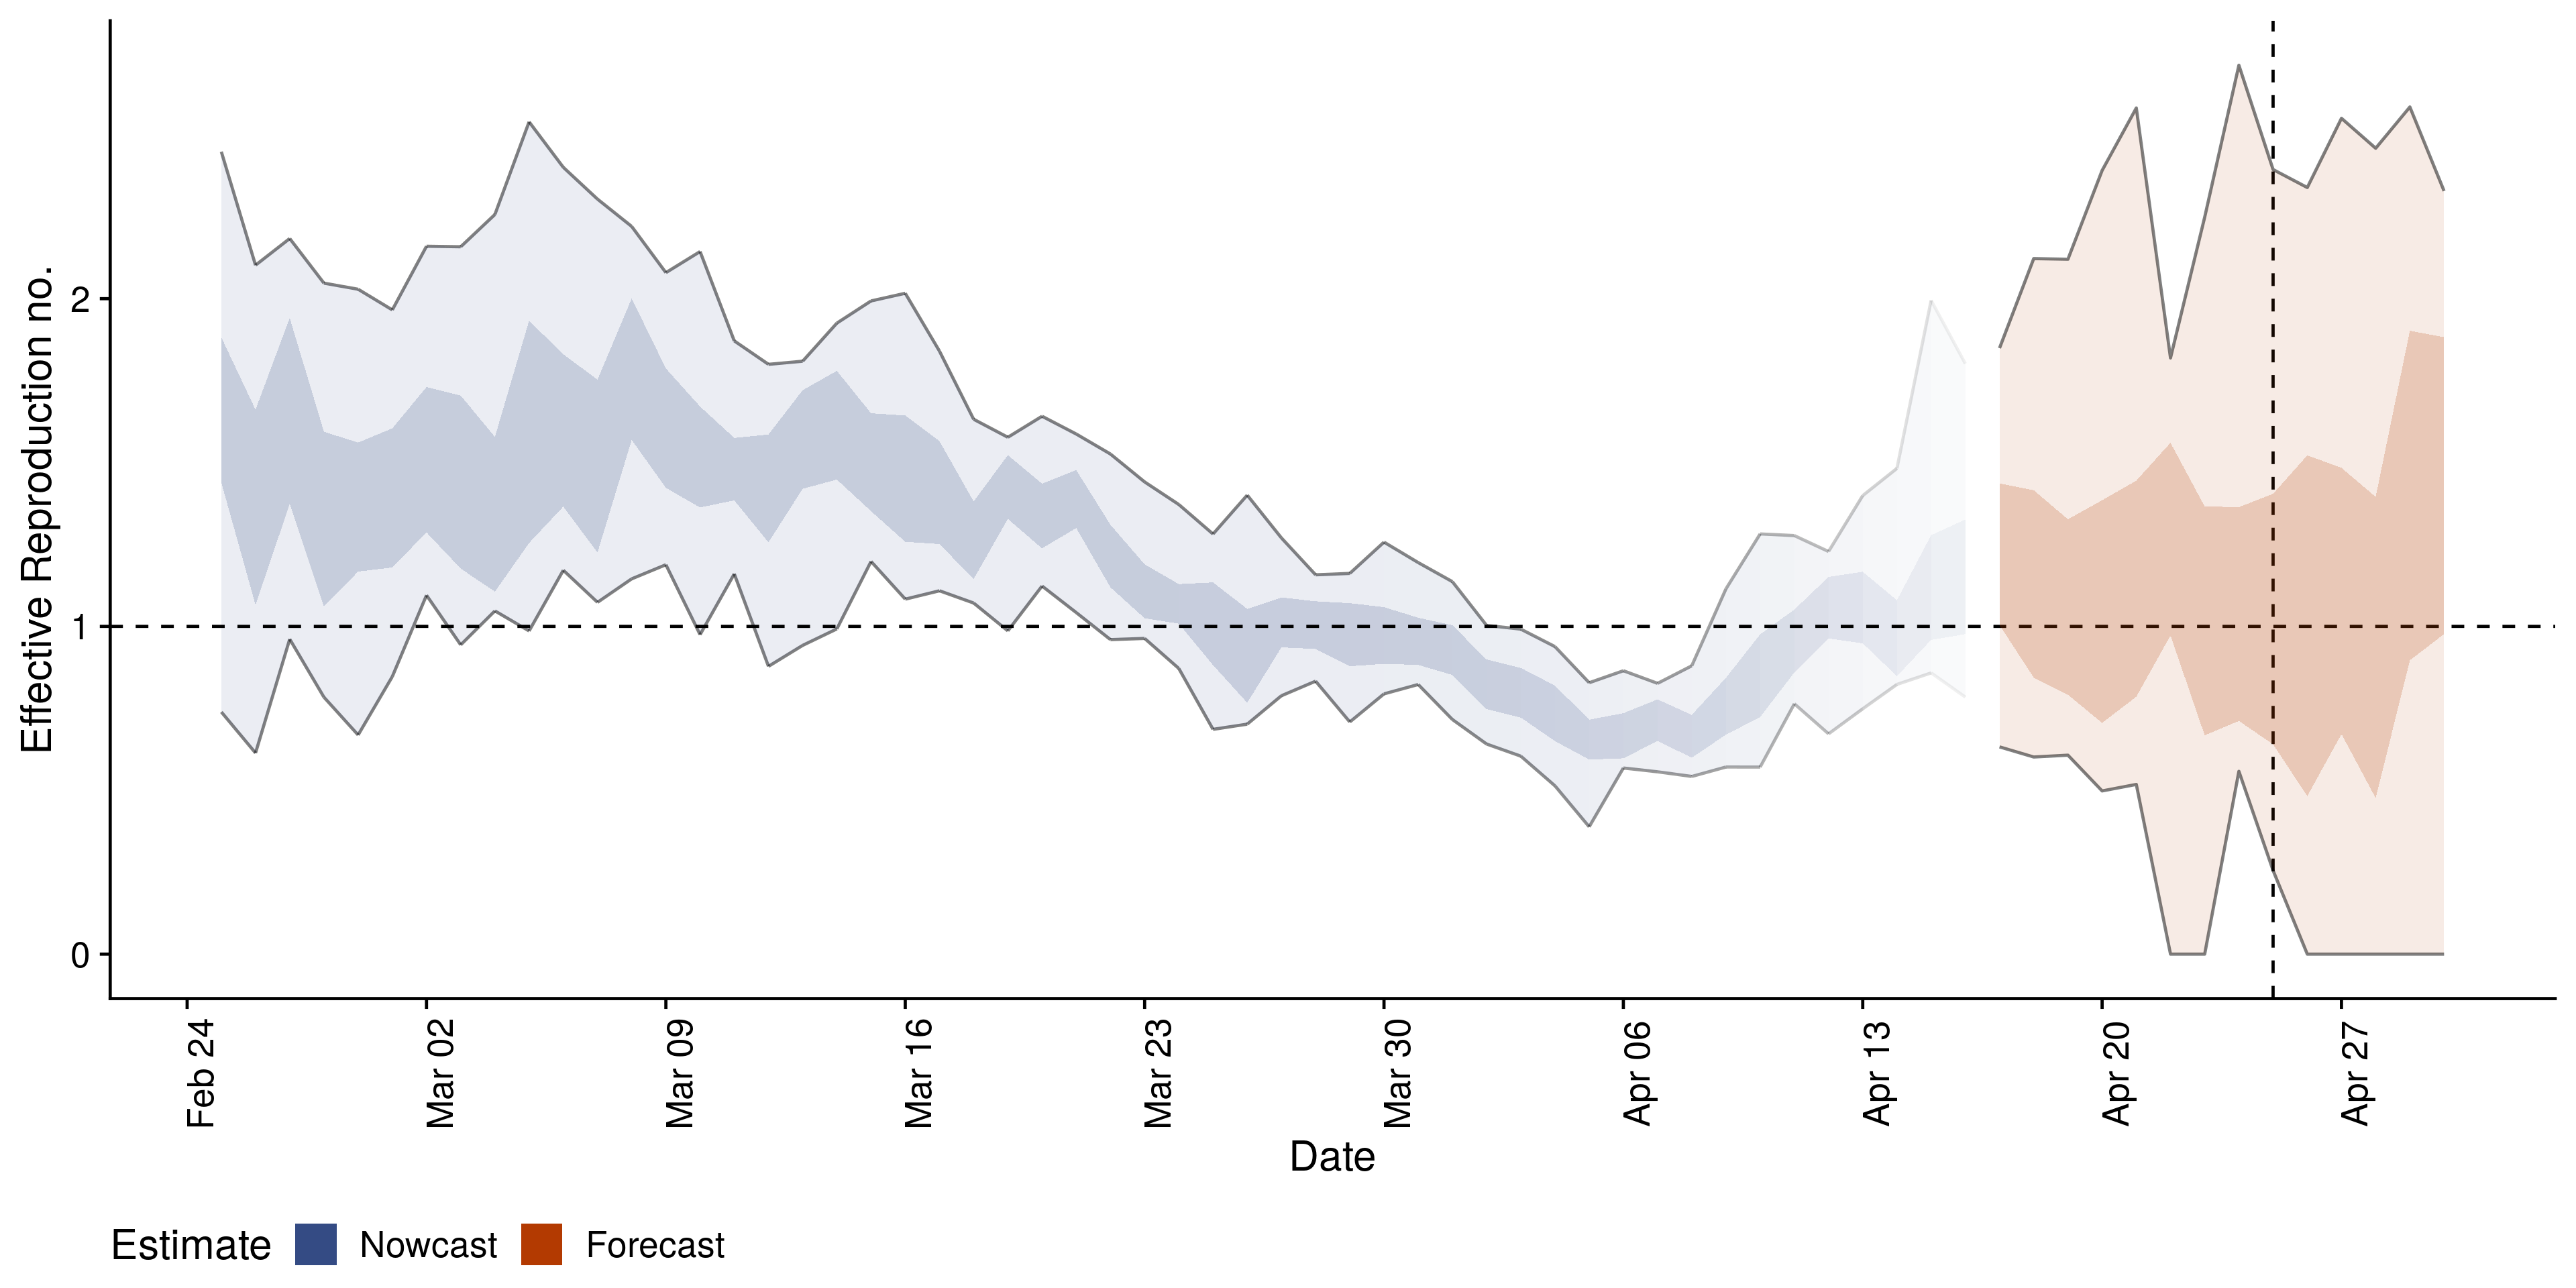 Effective Reproduction no.
2
1
0
Feb 24
Mar 02
Mar 09
Mar 16
Mar 23
Mar 30
Apr 06
Apr 13
Apr 20
Apr 27
Date
Estimate Nowcast Forecast